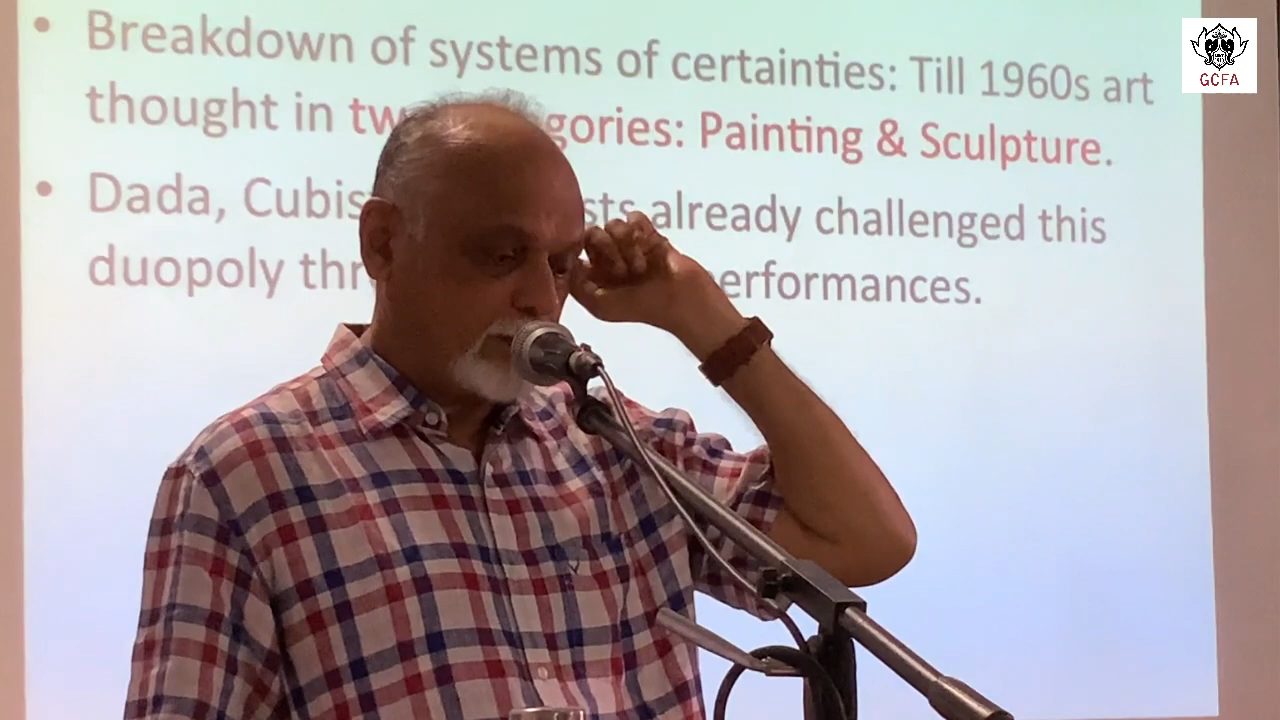 • Breakdown of systems of certainties: Till 1960s art
thought in tw gories: Painting & Sculpture.
• Dada, Cubis sts already challenged this
duopoly thr erformances.
GCFA